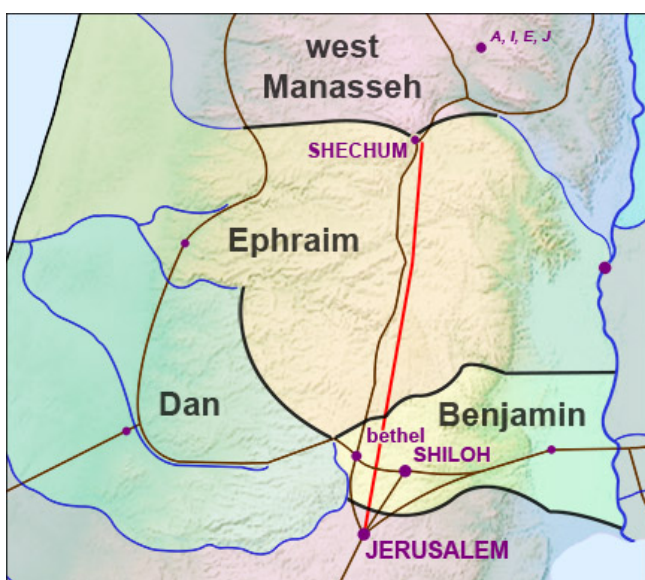 west
Manasseh
A, I, E, J
SHECHUM
Ephraim
Dan
Benjamin
bethel
SHILOH
JERUSALEM